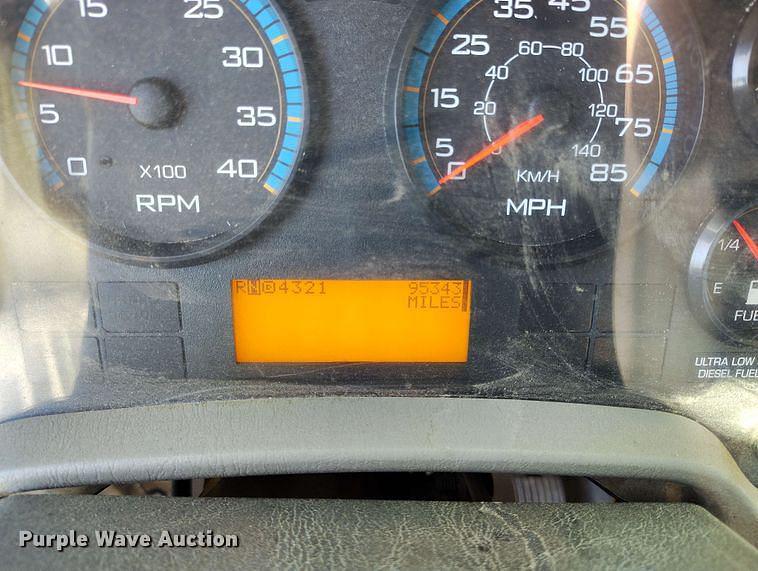 5 10 15 25 30 35 40 0
X100
RPM
5 15 25 35 45 55 65 75 85 0
20 40 60 80 100 120 140 0
KM/H
MPH
1/4
E
FUE
RND4321 95343
MILES
ULTRA LOW
DIESEL FUEL
Purple Wave Auction